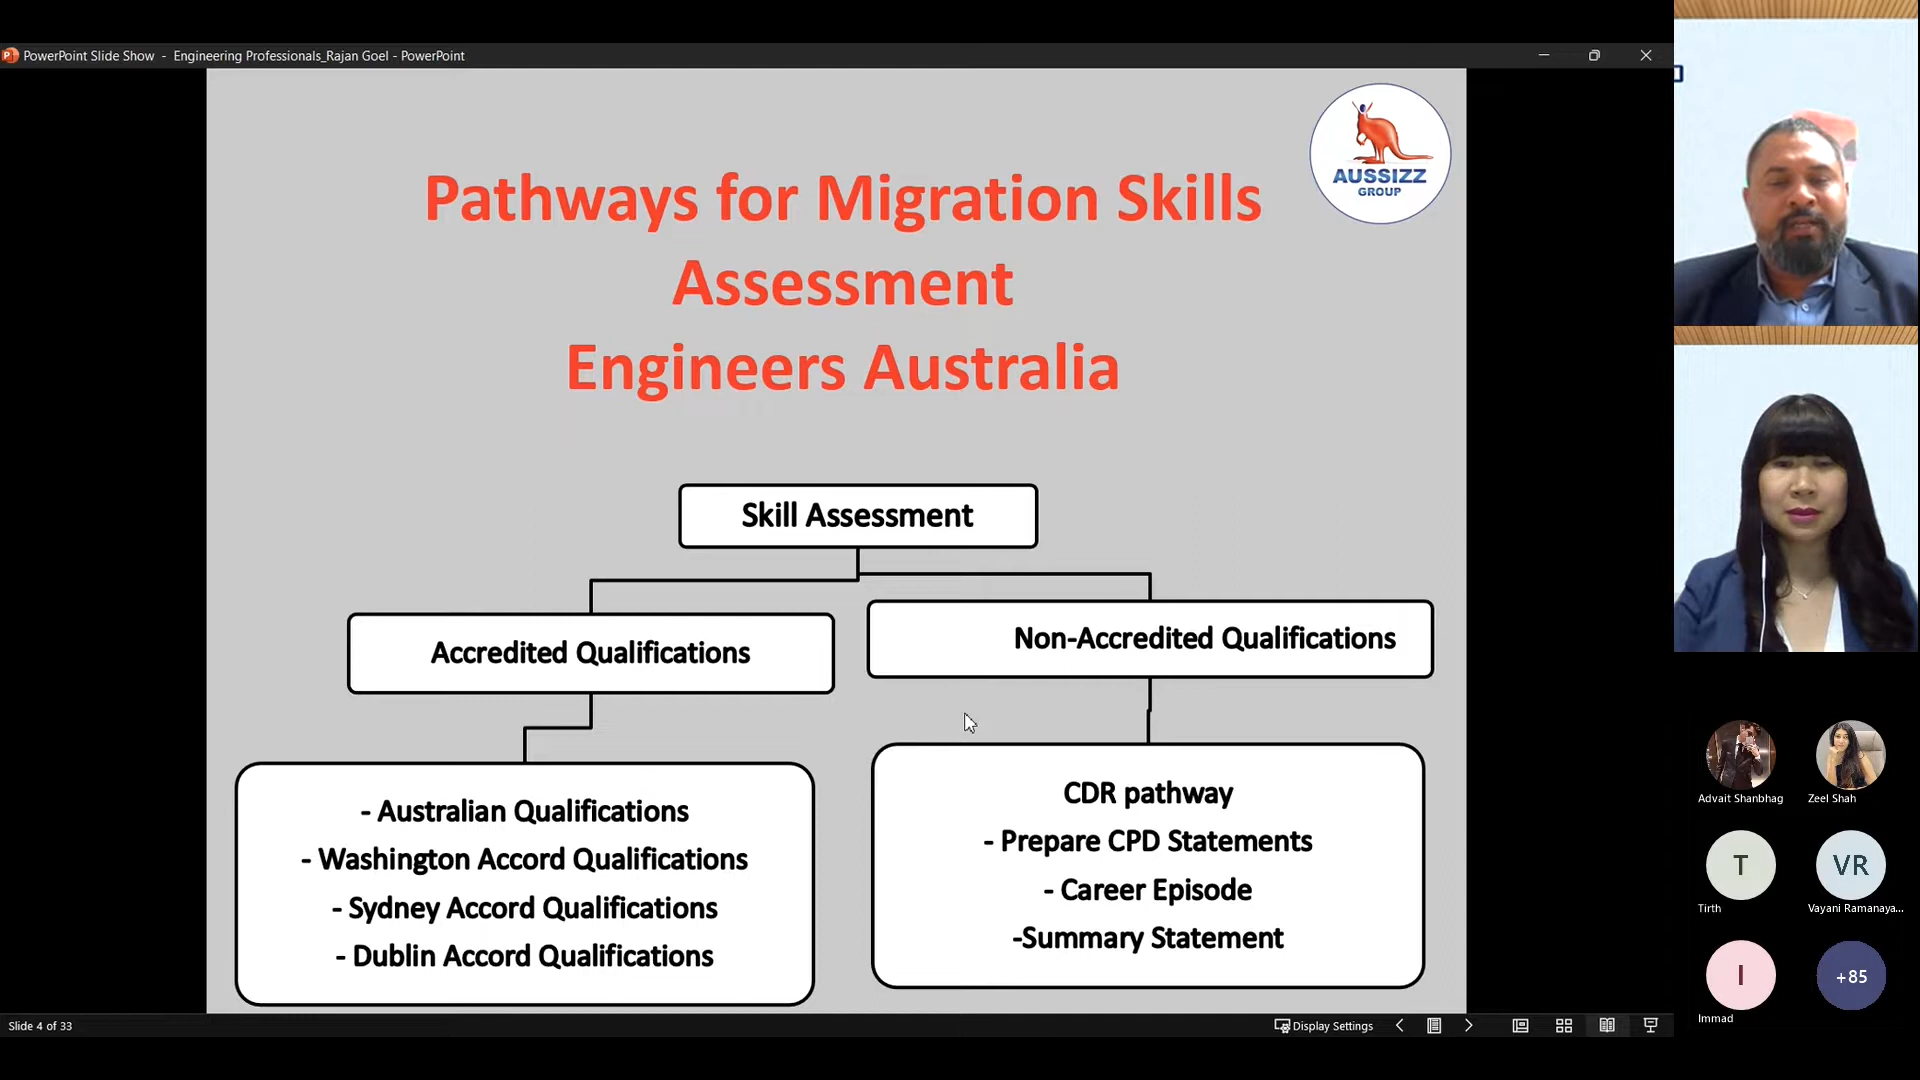 PowerPoint Slide Show - Engineering Professionals_Rajan Goel - PowerPoint
AUSSIZZ
GROUP
Pathways for Migration Skills
Assessment
Engineers Australia
Skill Assessment
Accredited Qualifications
Non-Accredited Qualifications
- Australian Qualifications
- Washington Accord Qualifications
- Sydney Accord Qualifications
- Dublin Accord Qualifications
CDR pathway
- Prepare CPD Statements
- Career Episode
-Summary Statement
Advait Shanbhag
Zeel Shah
T
VR
Tirth
Vayani Ramanaya...
I
+85
Immad
Slide 4 of 33
Display Settings